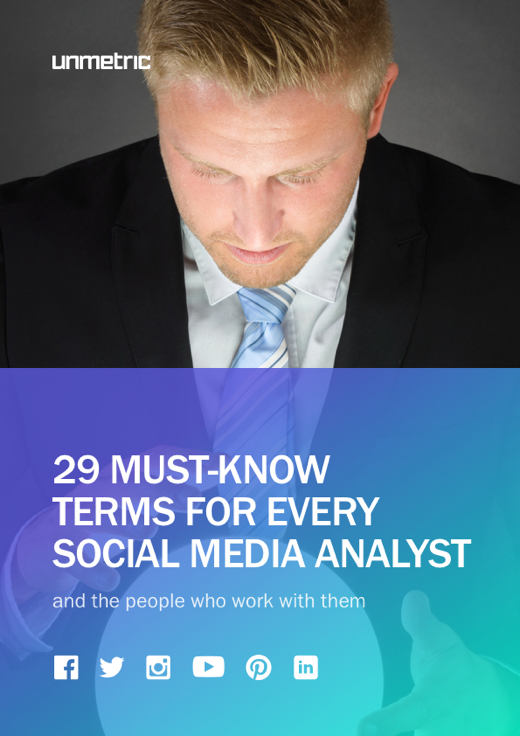 unmetric
29 MUST-KNOW
TERMS FOR EVERY
SOCIAL MEDIA ANALYST
and the people who work with them